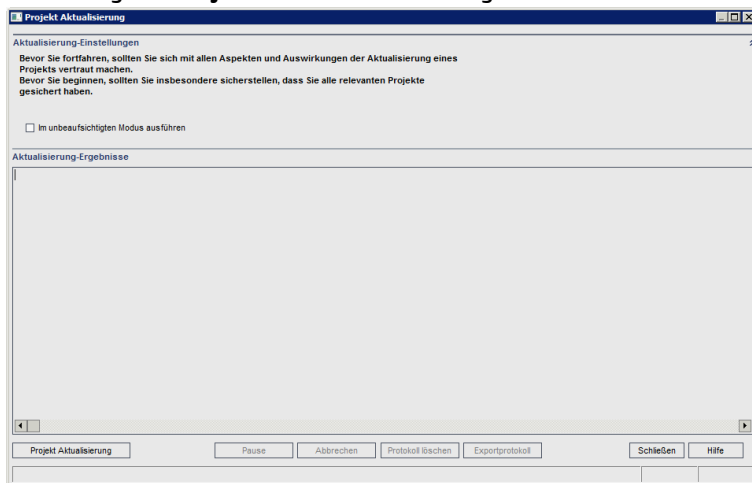 Projekt Aktualisierung
Aktualisierung-Einstellungen
Bevor Sie fortfahren, sollten Sie sich mit allen Aspekten und Auswirkungen der Aktualisierung eines
Projekts vertraut machen.
Bevor Sie beginnen, sollten Sie insbesondere sicherstellen, dass Sie alle relevanten Projekte
gesichert haben.
Im unbeaufsichtigten Modus ausführen
Aktualisierung-Ergebnisse
Projekt Aktualisierung Pause Abbrechen Protokoll löschen Exportprotokoll Schließen Hilfe